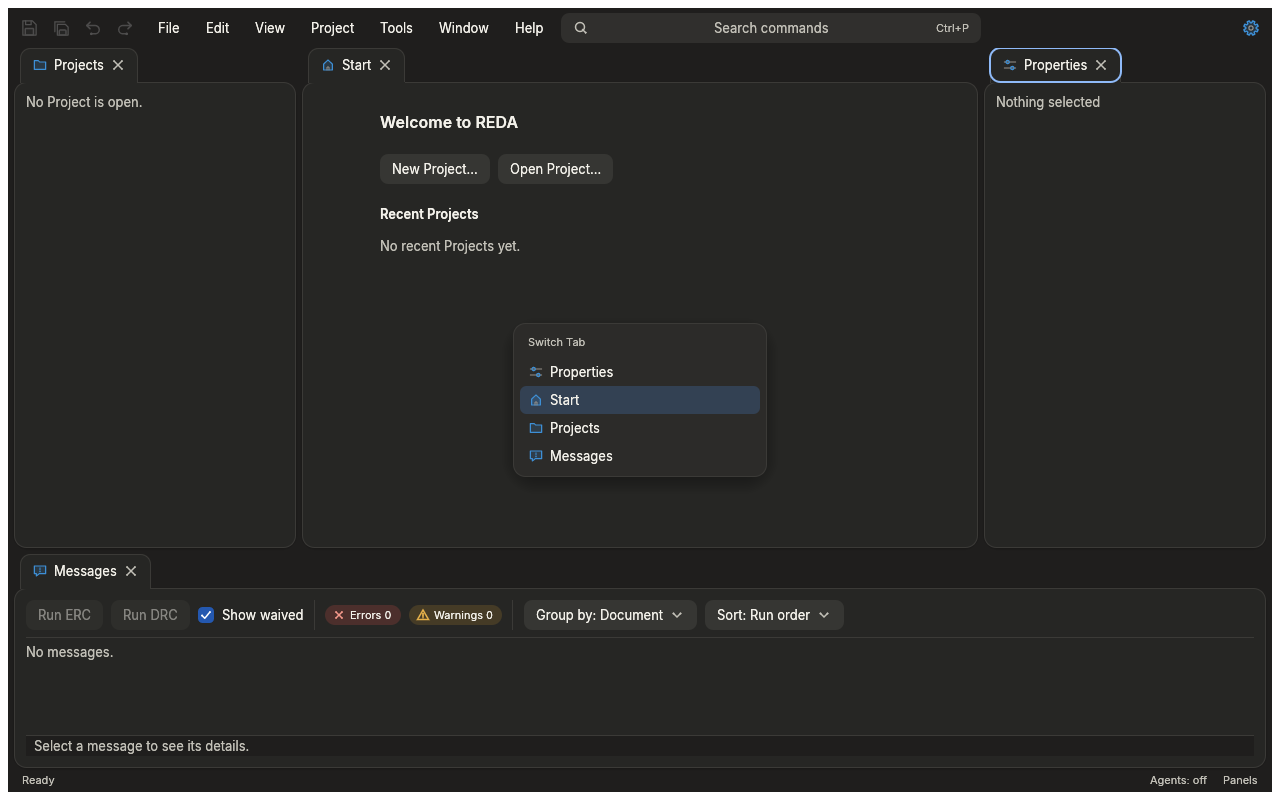 File Edit View Project Tools Window Help Search commands Ctrl+P
Projects Start Properties
No Project is open.
Nothing selected
Welcome to REDA
New Project... Open Project...
Recent Projects
No recent Projects yet.
Switch Tab
Properties
Start
Projects
Messages
Messages
Run ERC Run DRC Show waived Errors 0 Warnings 0 Group by: Document Sort: Run order
No messages.
Select a message to see its details.
Ready Agents: off Panels